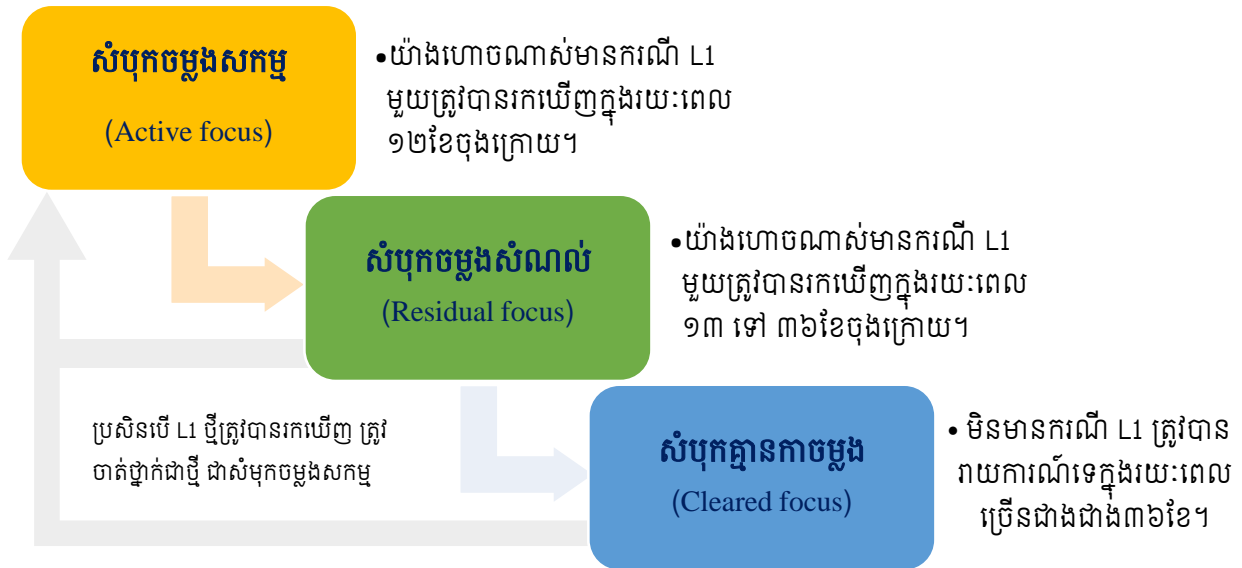 សំបុកចម្លងសកម្ម
(Active focus)
•យ៉ាងហោចណាស់មានករណី L1
មួយត្រូវបានរកឃើញក្នុងរយៈពេល
១២ខែចុងក្រោយ។
សំបុកចម្លងសំណល់
(Residual focus)
•យ៉ាងហោចណាស់មានករណី L1
មួយត្រូវបានរកឃើញក្នុងរយៈពេល
១៣ ទៅ ៣៦ខែចុងក្រោយ។
ប្រសិនបើ L1 ថ្មីត្រូវបានរកឃើញ ត្រូវ
ចាត់ថ្នាក់ជាថ្មី ជាសំមុកចម្លងសកម្ម
សំបុកគ្មានកាចម្លង
(Cleared focus)
• មិនមានករណី L1 ត្រូវបាន
រាយការណ៍ទេក្នុងរយៈពេល
ច្រើនជាងជាង៣៦ខែ។